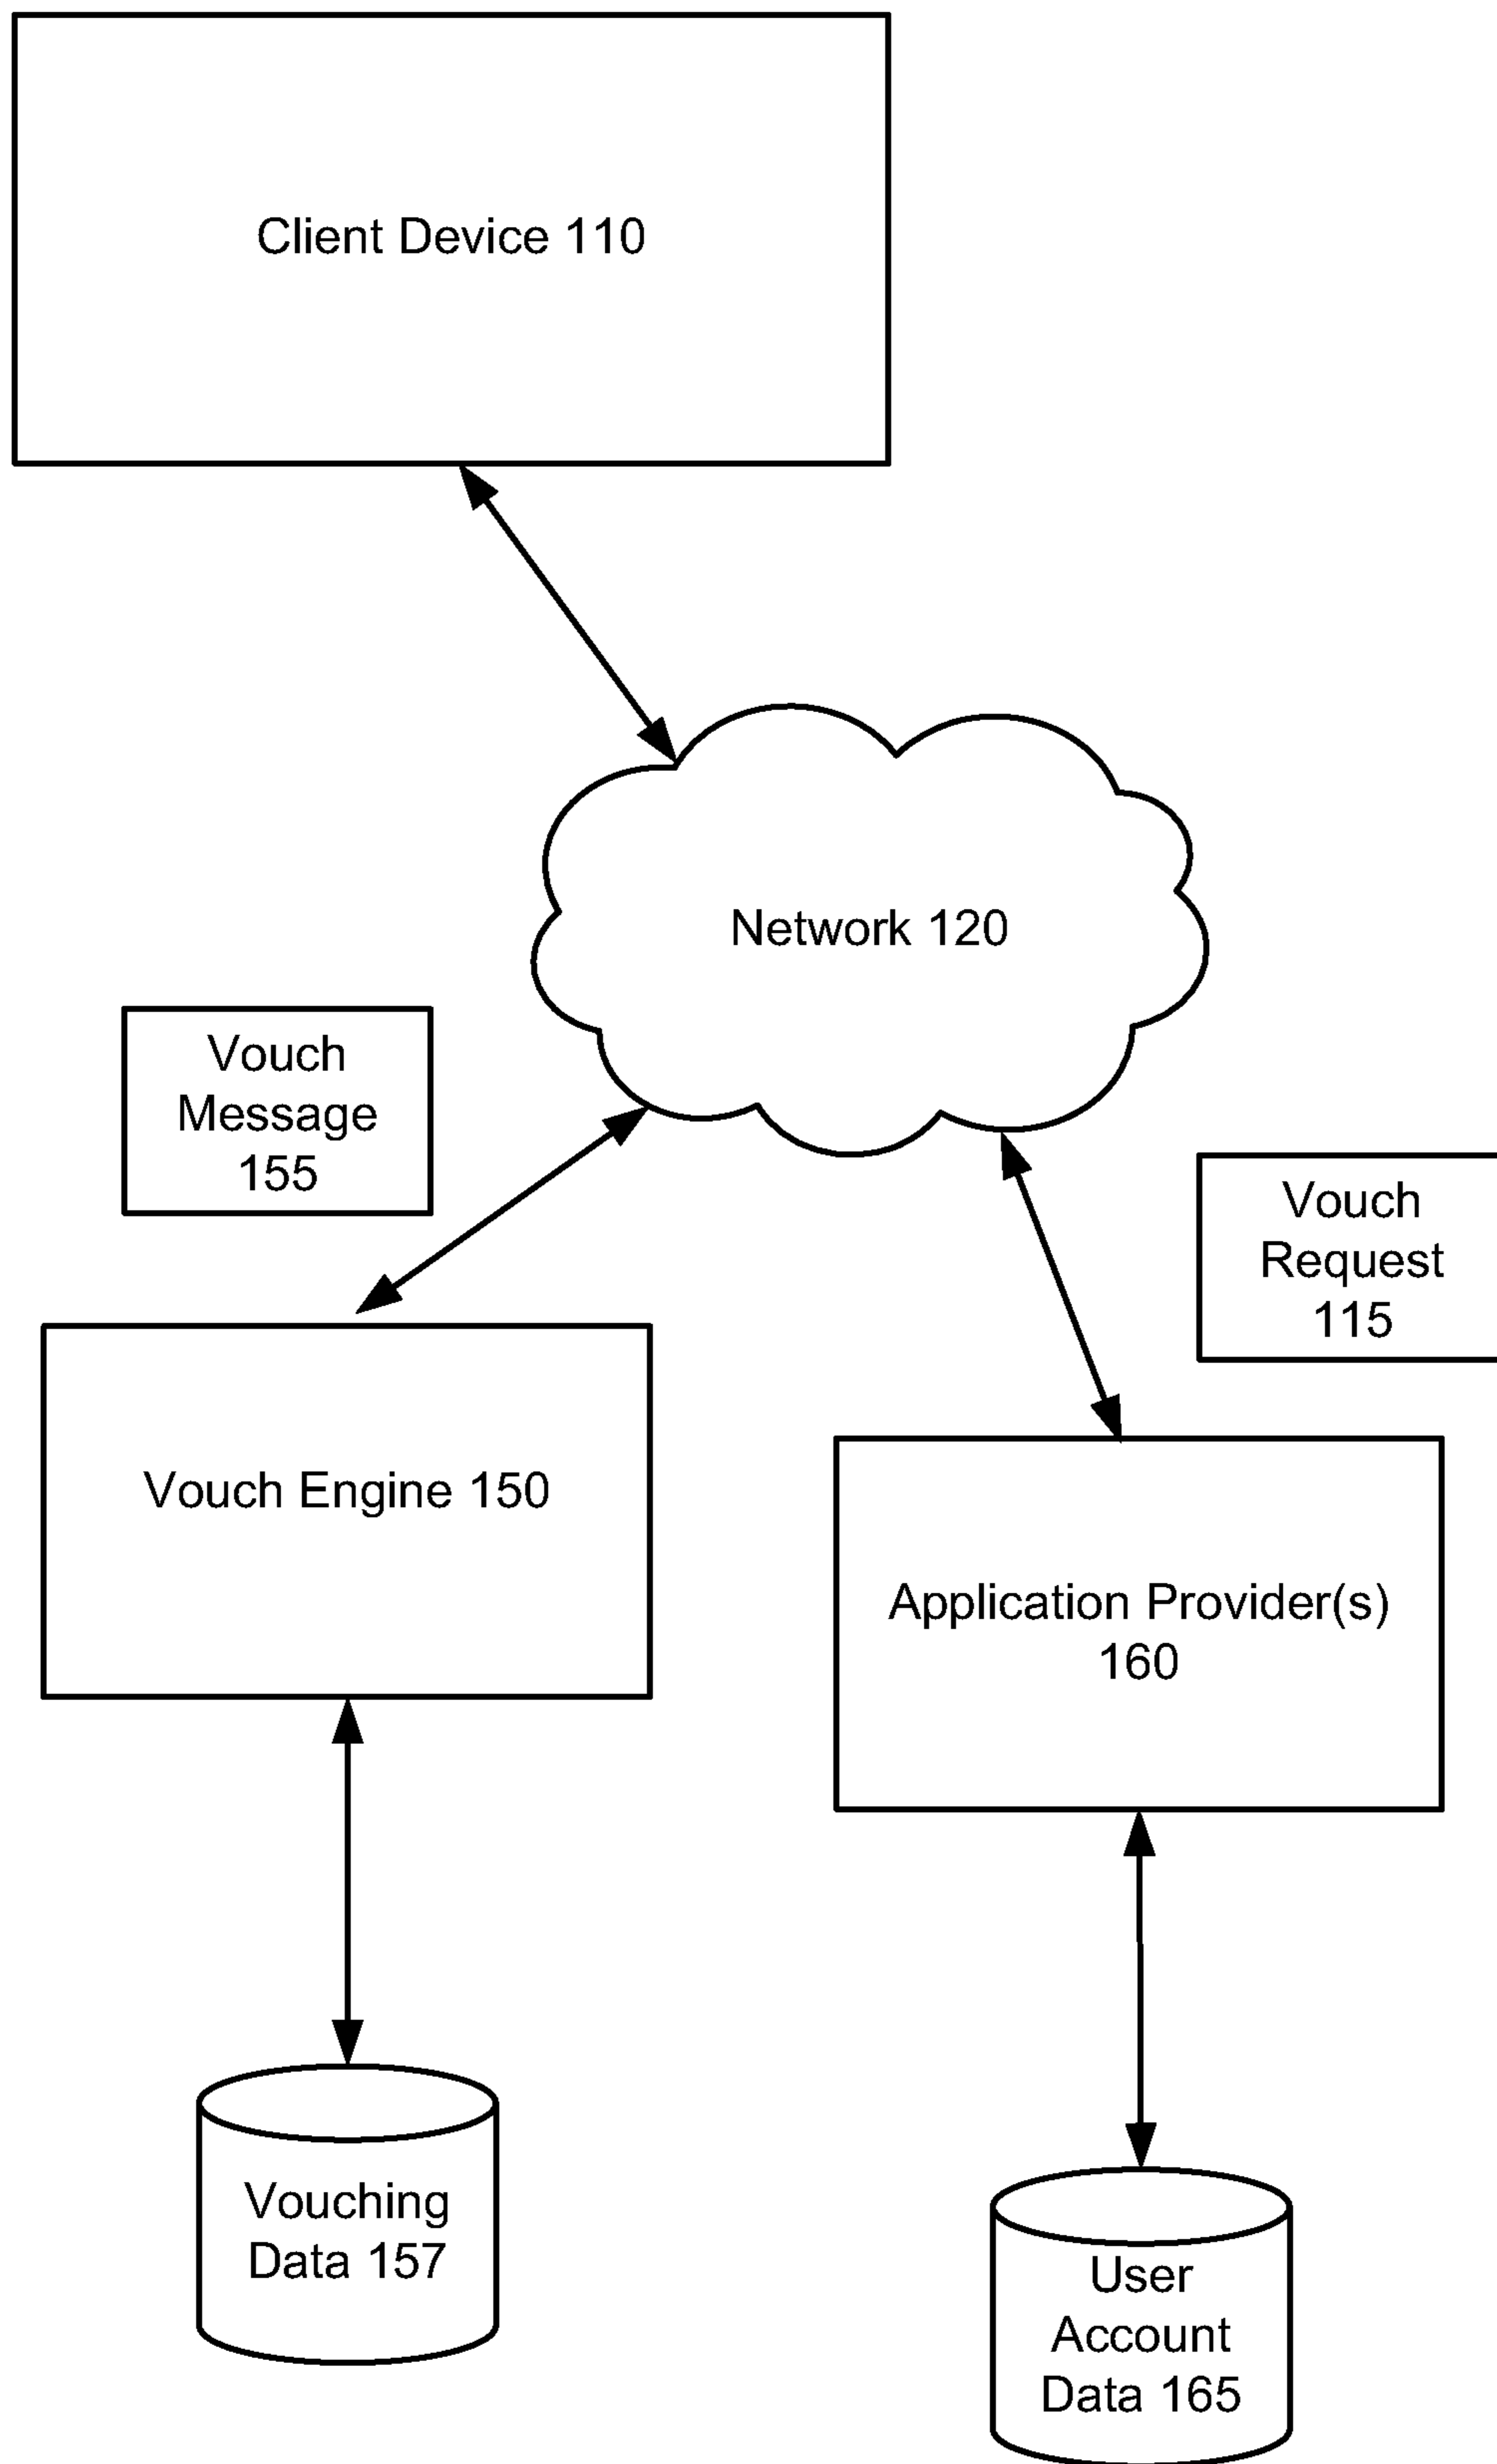 Client Device 110
Network 120
Vouch
Message
155
Vouch
Request
115
Vouch Engine 150
Application Provider(s)
160
Vouching
Data 157
User
Account
Data 165